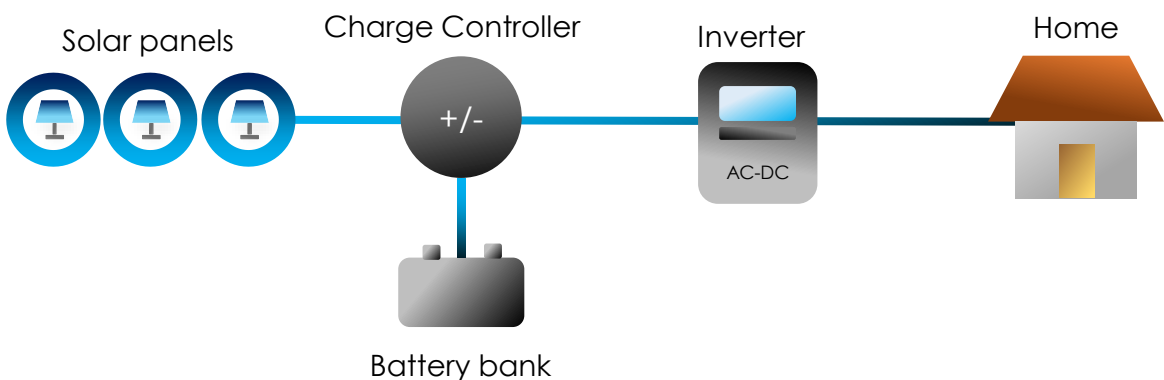 Solar panels
Charge Controller
Inverter
Home
+/-
AC-DC
Battery bank